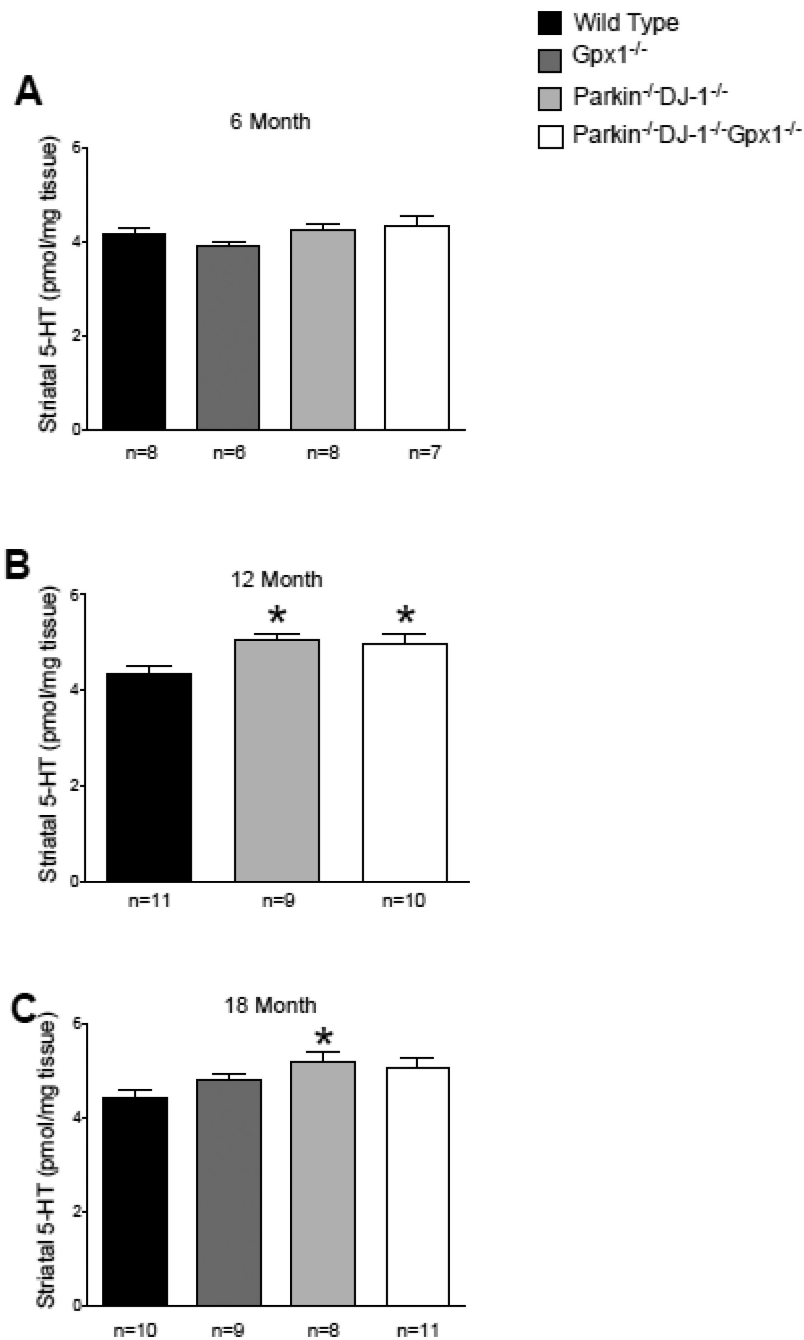 Wild Type
Gpx1-/-
Parkin-/-DJ-1-/-
Parkin-/-DJ-1-/-Gpx1-/-
A
6 Month
Striatal 5-HT (pmol/mg tissue)
6
4
2
0
n=8 n=6 n=8 n=7
B
12 Month
Striatal 5-HT (pmol/mg tissue)
6
* *
4
2
0
n=11 n=9 n=10
C
18 Month
Striatal 5-HT (pmol/mg tissue)
6
*
4
2
0
n=10 n=9 n=8 n=11